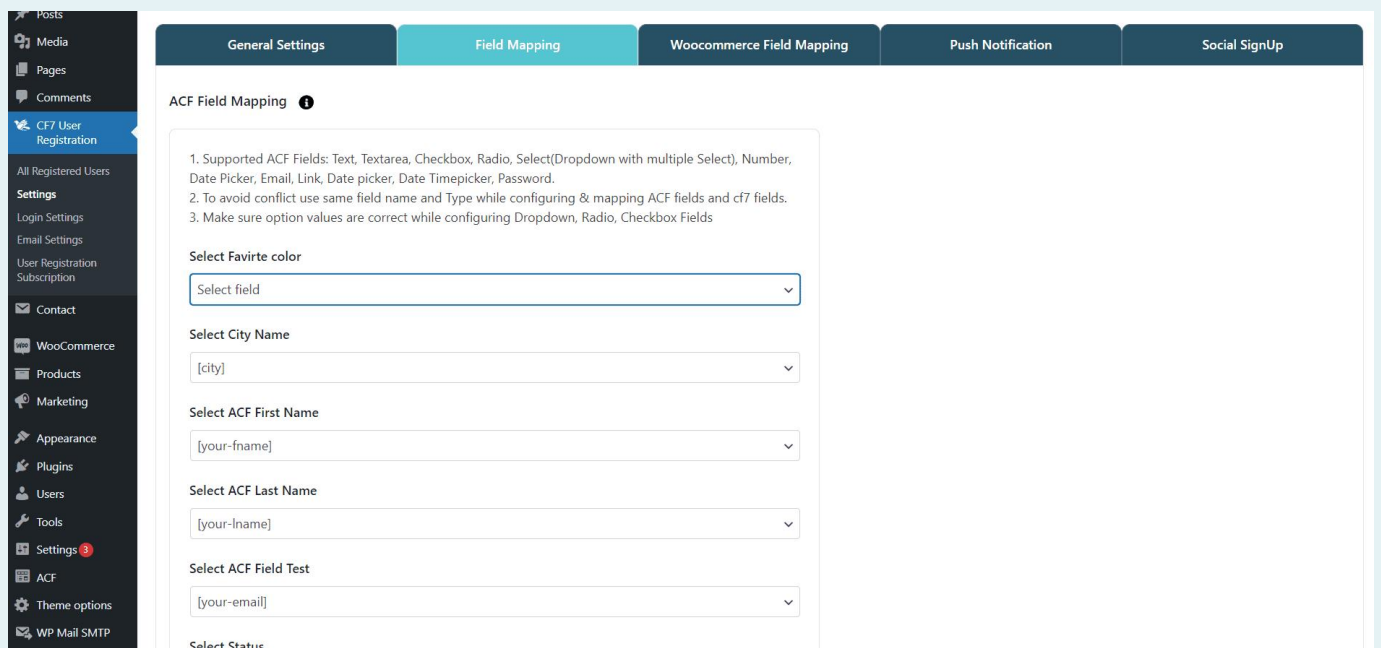 Posts
Media
Pages
Comments
CF7 User
Registration
All Registered Users
Settings
Login Settings
Email Settings
User Registration
Subscription
Contact
WooCommerce
Products
Marketing
Appearance
Plugins
Users
Tools
Settings 3
ACF
Theme options
WP Mail SMTP
General Settings
Field Mapping
Woocommerce Field Mapping
Push Notification
Social SignUp
ACF Field Mapping
1. Supported ACF Fields: Text, Textarea, Checkbox, Radio, Select(Dropdown with multiple Select), Number,
Date Picker, Email, Link, Date picker, Date Timepicker, Password.
2. To avoid conflict use same field name and Type while configuring & mapping ACF fields and cf7 fields.
3. Make sure option values are correct while configuring Dropdown, Radio, Checkbox Fields
Select Favirte color
Select field
Select City Name
[city]
Select ACF First Name
[your-fname]
Select ACF Last Name
[your-lname]
Select ACF Field Test
[your-email]
Select Status